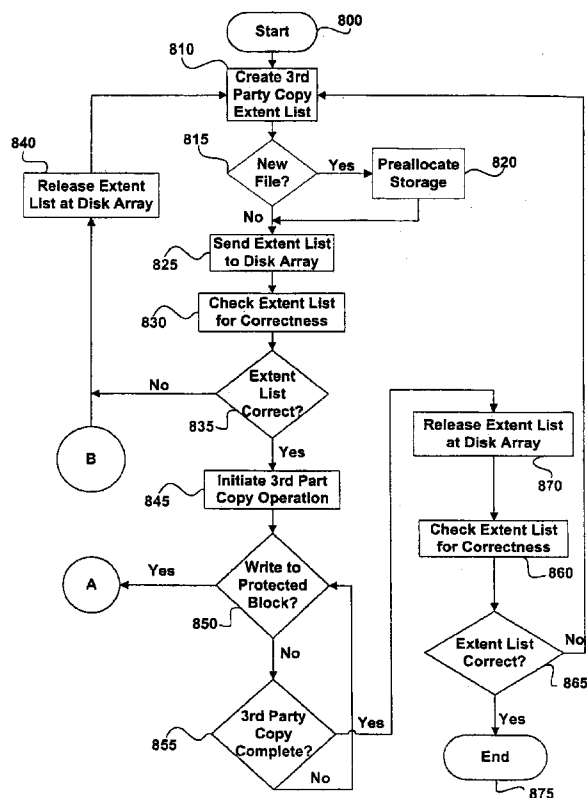 Start
800
810
Create 3rd
Party Copy
Extent List
840
Release Extent
List at Disk Array
815
New
File?
Yes
Preallocate
Storage
820
No
825
Send Extent List
to Disk Array
830
Check Extent List
for Correctness
No
Extent
List
Correct?
835
Yes
B
845
Initiate 3rd Part
Copy Operation
A
Yes
Write to
Protected
Block?
850
No
855
3rd Party
Copy
Complete?
Yes
No
Release Extent List
at Disk Array
870
Check Extent List
for Correctness
860
Extent List
Correct?
No
865
Yes
End
875